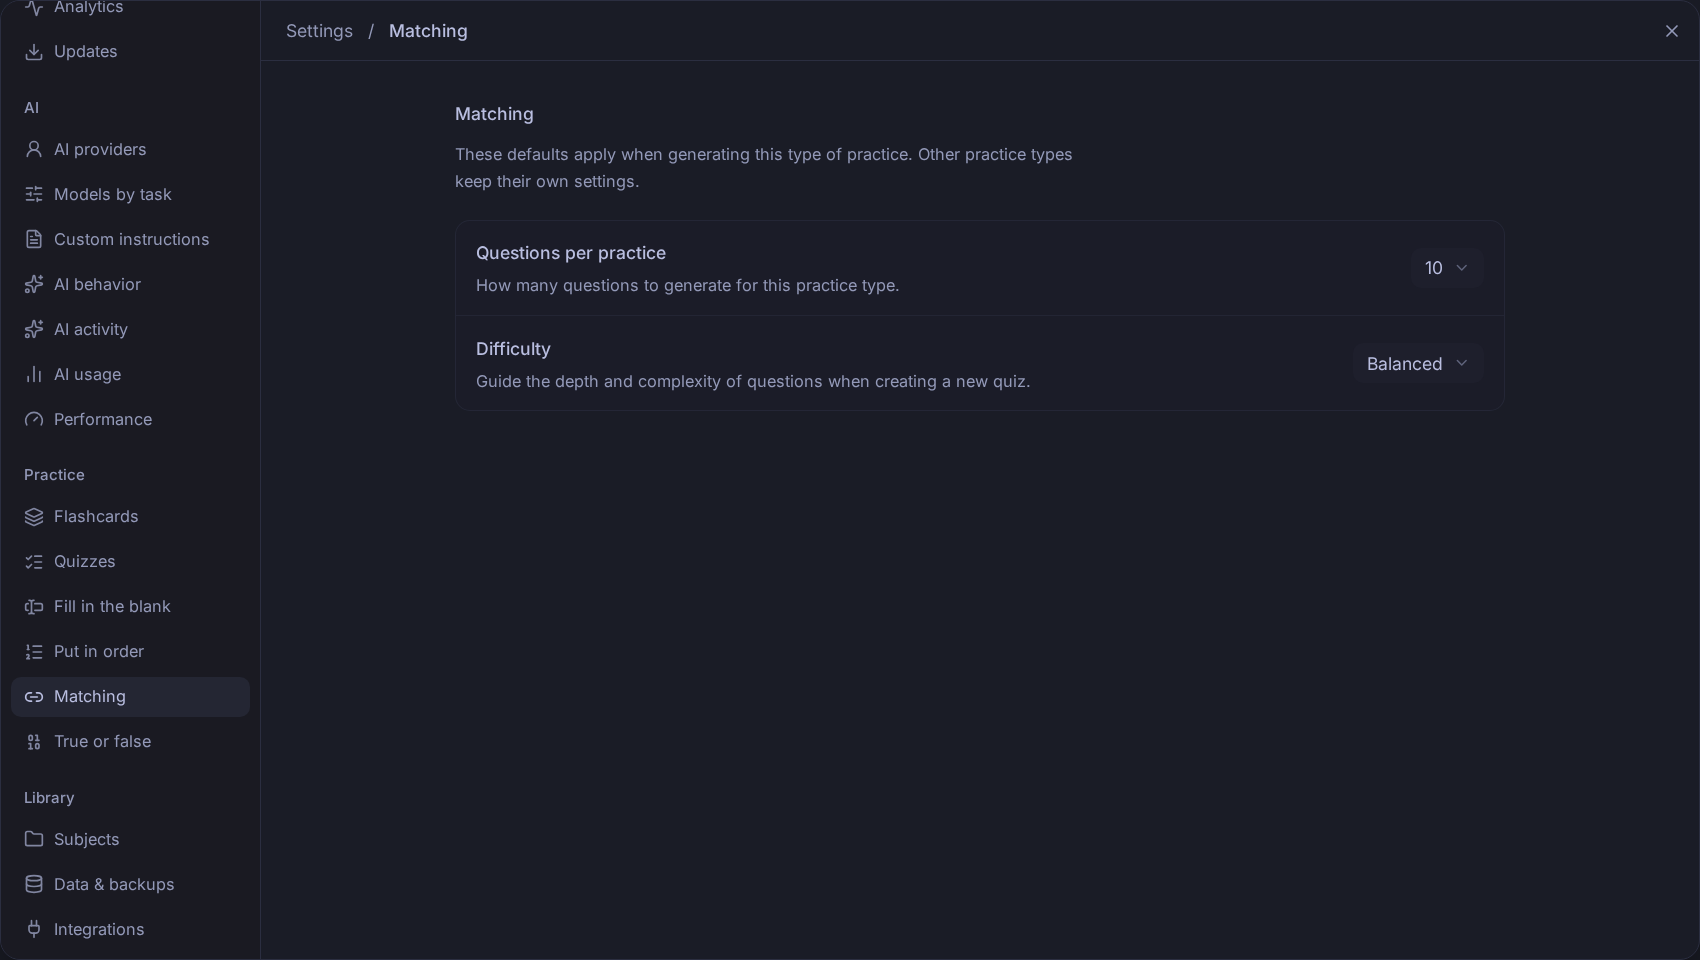 Analytics
Updates
AI
AI providers
Models by task
Custom instructions
AI behavior
AI activity
AI usage
Performance
Practice
Flashcards
Quizzes
Fill in the blank
Put in order
Matching
True or false
Library
Subjects
Data & backups
Integrations
Settings / Matching
Matching
These defaults apply when generating this type of practice. Other practice types
keep their own settings.
Questions per practice
How many questions to generate for this practice type.
10
Difficulty
Guide the depth and complexity of questions when creating a new quiz.
Balanced